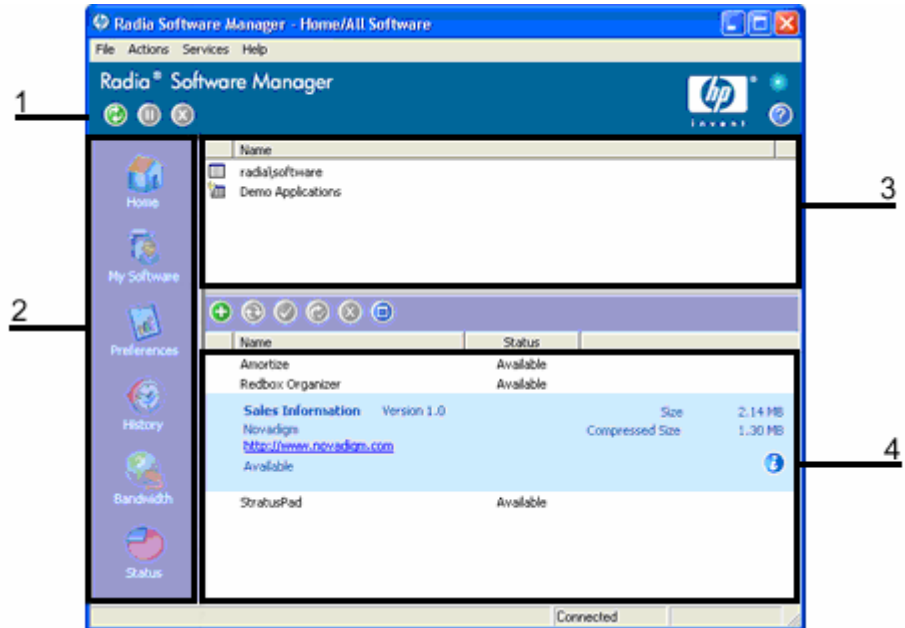 Radia Software Manager - Home/All Software
File Actions Services Help
Radia® Software Manager
hp
invent
1
Name
radia\software
Demo Applications
3
Home
My Software
2
Preferences
History
Bandwidth
Status
Name Status
Amortize Available
Redbox Organizer Available
Sales Information Version 1.0 Size 2.14 MB
Novadigm Compressed Size 1.30 MB
http://www.novadigm.com
Available
4
StratusPad Available
Connected